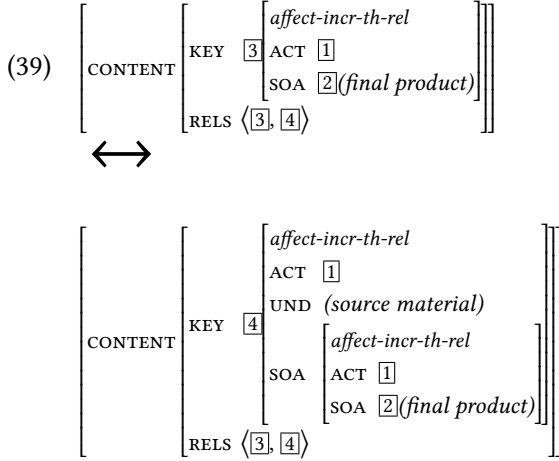 affect-incr-th-rel
KEY 3 ACT 1
(39) CONTENT SOA 2(final product)
RELS ⟨3, 4⟩
⟷
affect-incr-th-rel
ACT 1
UND (source material)
KEY 4 affect-incr-th-rel
CONTENT SOA ACT 1
SOA 2(final product)
RELS ⟨3, 4⟩